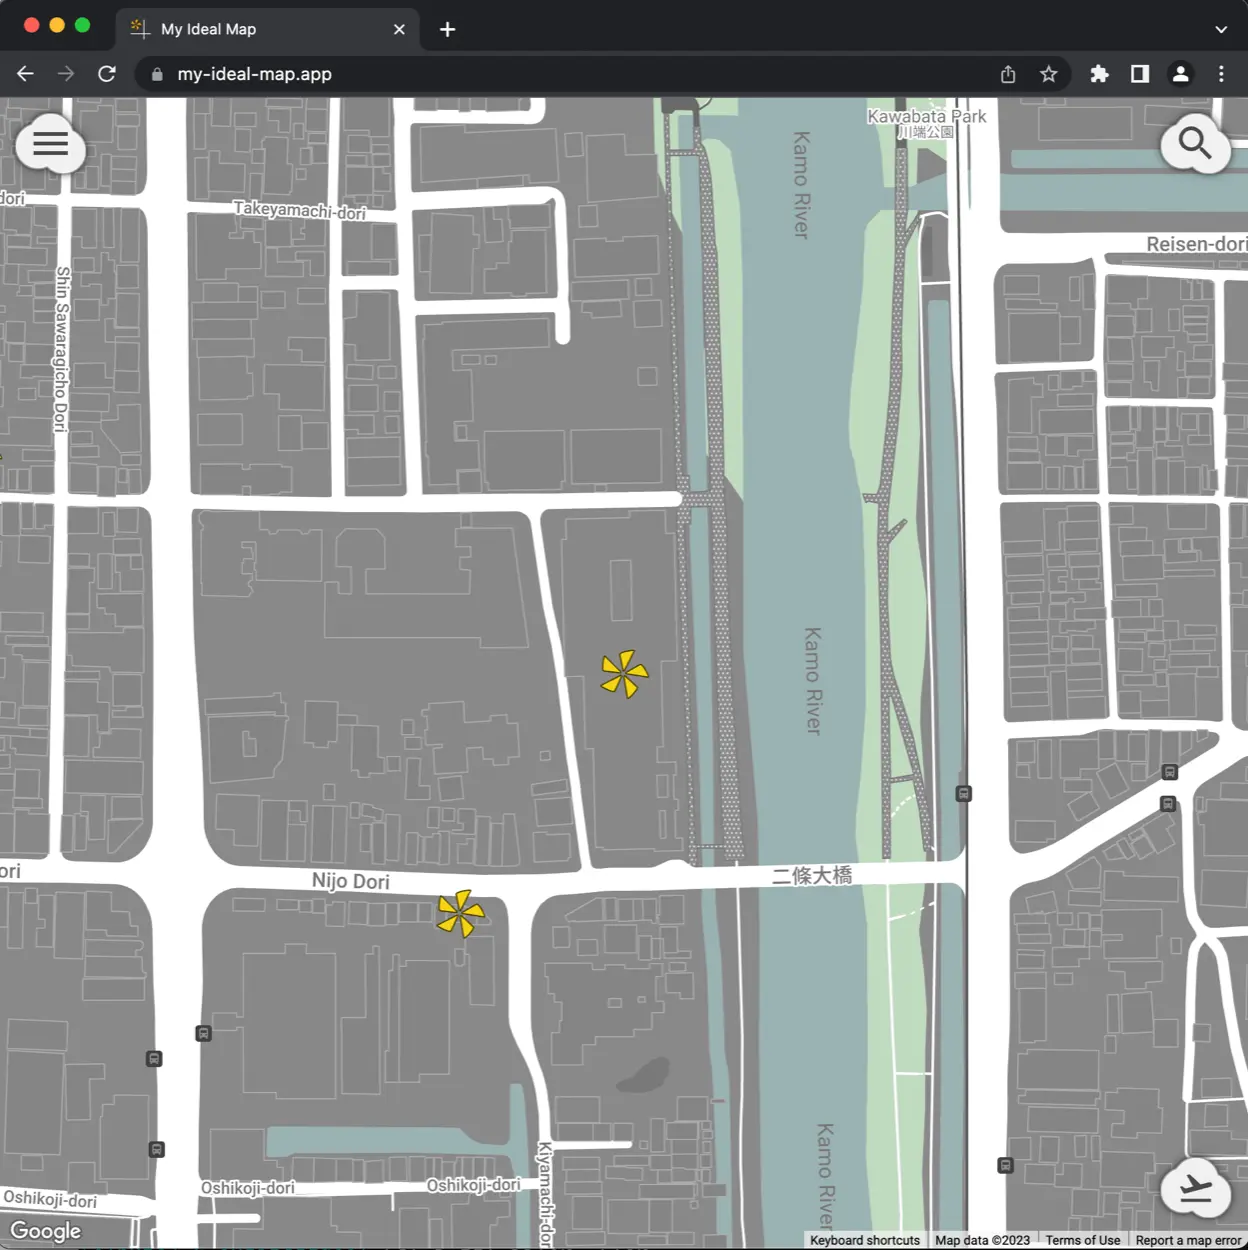 My Ideal Map
my-ideal-map.app
Kawabata Park
川端公園
Kamo River
dori
Takeyamachi-dori
Reisen-dori
Shin Sawaragicho Dori
Kamo River
ori
Nijo Dori
二條大橋
Kamo River
Kiyamachi-do
Oshikoji-dori
Oshikoji-dori
Oshikoji-dori
Google
Keyboard shortcuts
Map data ©2023
Terms of Use
Report a map error